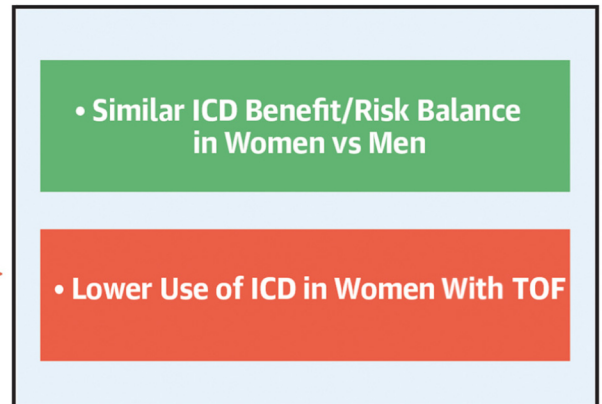 • Similar ICD Benefit/Risk Balance
in Women vs Men
• Lower Use of ICD in Women With TOF